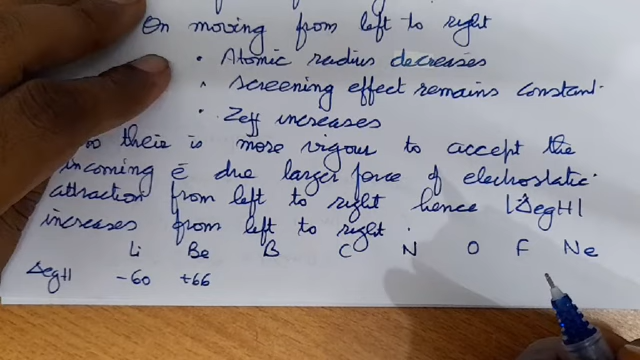 On moving from left to right
• Atomic radius decreases
• Screening effect remains constant.
• Zeff increases
their is more vigour to accept the
incoming ē due larger force of electrostatic
attraction from left to right hence |ΔegH|
increases from left to right.
Li Be B C N O F Ne
ΔegH -60 +66